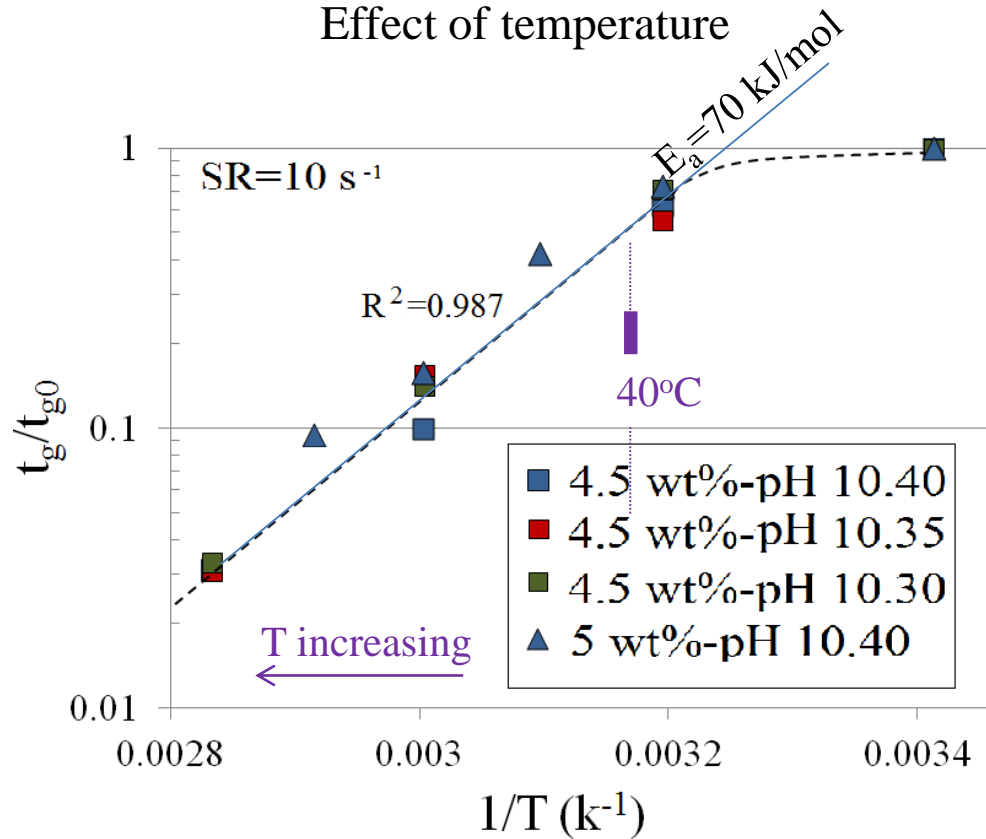 Effect of temperature
Eₐ=70 kJ/mol
1
SR=10 s⁻¹
R²=0.987
40°C
tg/tg0
0.1
4.5 wt%-pH 10.40
4.5 wt%-pH 10.35
4.5 wt%-pH 10.30
5 wt%-pH 10.40
T increasing
0.01
0.0028 0.003 0.0032 0.0034
1/T (k⁻¹)